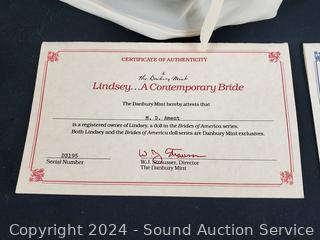 CERTIFICATE OF AUTHENTICITY
The Danbury Mint
Lindsey...A Contemporary Bride
The Danbury Mint hereby attests that
M. D. Ament
is a registered owner of Lindsey, a doll in the Brides of America series.
Both Lindsey and the Brides of America doll series are Danbury Mint exclusives.
D3195
Serial Number
W.J. Strausser, Director
The Danbury Mint
Copyright 2024 - Sound Auction Service